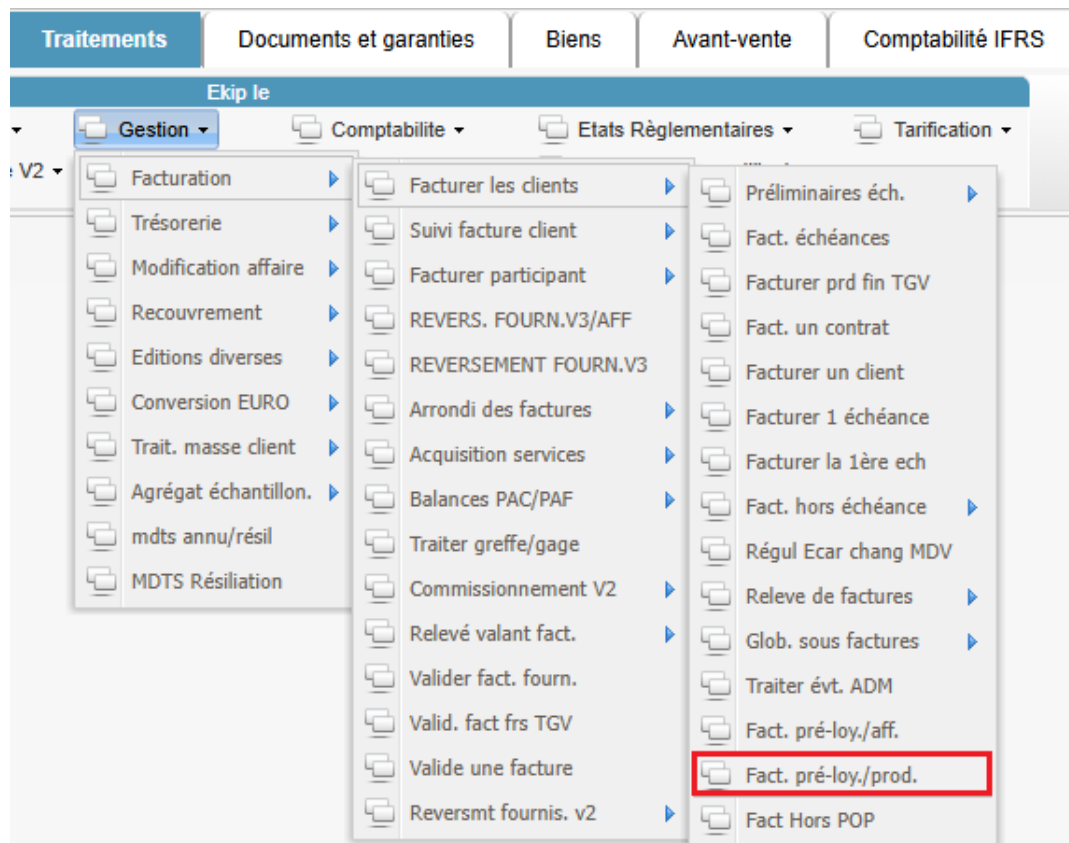 Traitements Documents et garanties Biens Avant-vente Comptabilité IFRS
Ekip le
Gestion Comptabilite Etats Règlementaires Tarification
V2
Facturation
Trésorerie
Modification affaire
Recouvrement
Editions diverses
Conversion EURO
Trait. masse client
Agrégat échantillon.
mdts annu/résil
MDTS Résiliation
Facturer les clients
Suivi facture client
Facturer participant
REVERS. FOURN.V3/AFF
REVERSEMENT FOURN.V3
Arrondi des factures
Acquisition services
Balances PAC/PAF
Traiter greffe/gage
Commissionnement V2
Relevé valant fact.
Valider fact. fourn.
Valid. fact frs TGV
Valide une facture
Reversmt fournis. v2
Préliminaires éch.
Fact. échéances
Facturer prd fin TGV
Fact. un contrat
Facturer un client
Facturer 1 échéance
Facturer la 1ère ech
Fact. hors échéance
Régul Ecar chang MDV
Releve de factures
Glob. sous factures
Traiter évt. ADM
Fact. pré-loy./aff.
Fact. pré-loy./prod.
Fact Hors POP